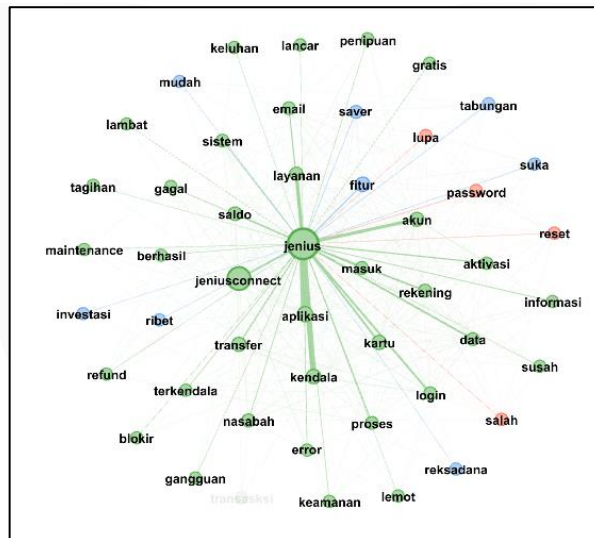 penipuan
lancar
keluhan
gratis
mudah
email
saver
tabungan
lambat
sistem
lupa
layanan
suka
tagihan
gagal
fitur
password
saldo
akun
reset
jenius
maintenance
berhasil
masuk
aktivasi
jeniusconnect
rekening
informasi
investasi
ribet
aplikasi
transfer
kartu
data
refund
kendala
susah
terkendala
login
blokir
nasabah
proses
salah
error
gangguan
reksadana
transasksi
keamanan
lemot